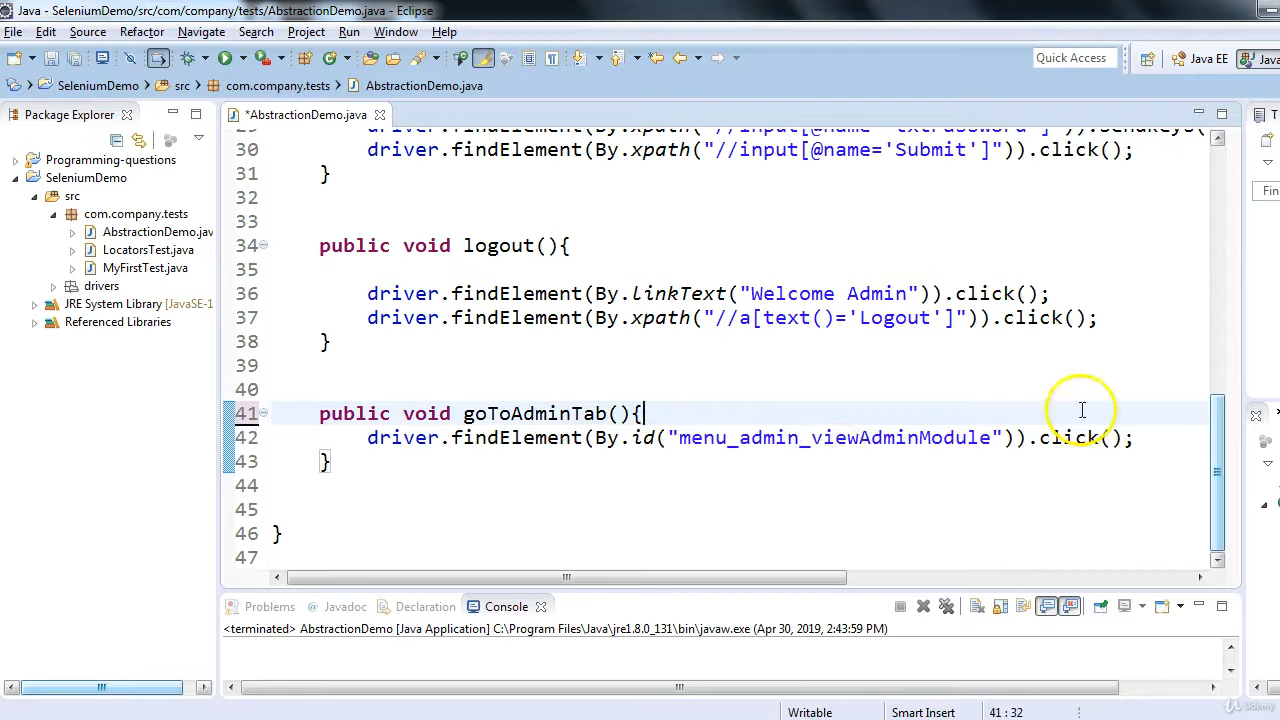 Java - SeleniumDemo/src/com/company/tests/AbstractionDemo.java - Eclipse
File Edit Source Refactor Navigate Search Project Run Window Help
Quick Access Java EE Java
SeleniumDemo src com.company.tests AbstractionDemo.java
Package Explorer
*AbstractionDemo.java
Programming-questions
SeleniumDemo
src
com.company.tests
AbstractionDemo.jav
LocatorsTest.java
MyFirstTest.java
drivers
JRE System Library [JavaSE-1
Referenced Libraries
30 driver.findElement(By.xpath("//input[@name='Submit']")).click();
31 }
32
33
34 public void logout(){
35
36 driver.findElement(By.linkText("Welcome Admin")).click();
37 driver.findElement(By.xpath("//a[text()='Logout']")).click();
38 }
39
40
41 public void goToAdminTab(){
42 driver.findElement(By.id("menu_admin_viewAdminModule")).click();
43 }
44
45
46 }
47
Fin
Problems Javadoc Declaration Console
<terminated> AbstractionDemo [Java Application] C:\Program Files\Java\jre1.8.0_131\bin\javaw.exe (Apr 30, 2019, 2:43:59 PM)
Writable Smart Insert 41 : 32
Udemy